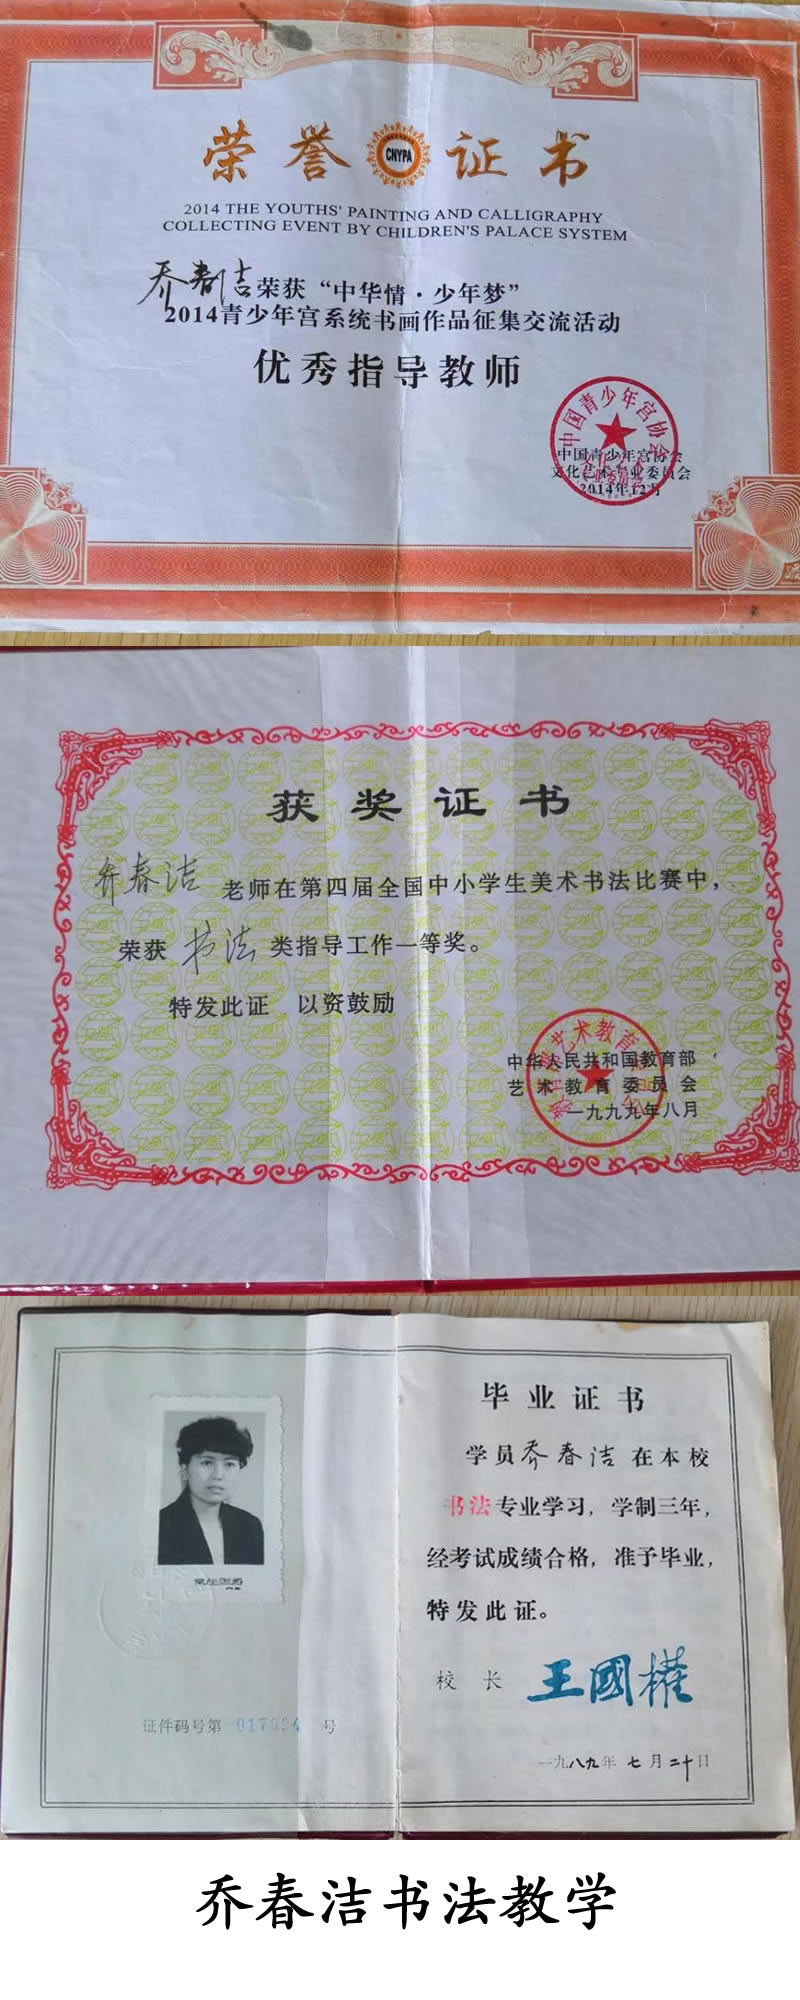 荣誉证书
CNYPA
2014 THE YOUTHS' PAINTING AND CALLIGRAPHY
COLLECTING EVENT BY CHILDREN'S PALACE SYSTEM
乔春洁荣获“中华情·少年梦”
2014青少年宫系统书画作品征集交流活动
优秀指导教师
中国青少年宫协会
中国青少年宫协会
文化艺术专业委员会
2014年12月
获奖证书
乔春洁 老师在第四届全国中小学生美术书法比赛中，
荣获 书法 类指导工作一等奖。
特发此证 以资鼓励
中华人民共和国教育部
艺术教育委员会
一九九九年八月
毕业证书
学员乔春洁在本校
书法专业学习，学制三年，
经考试成绩合格，准予毕业，
特发此证。
校长 王國權
证件码号第 号
一九八九年七月二十日
乔春洁书法教学